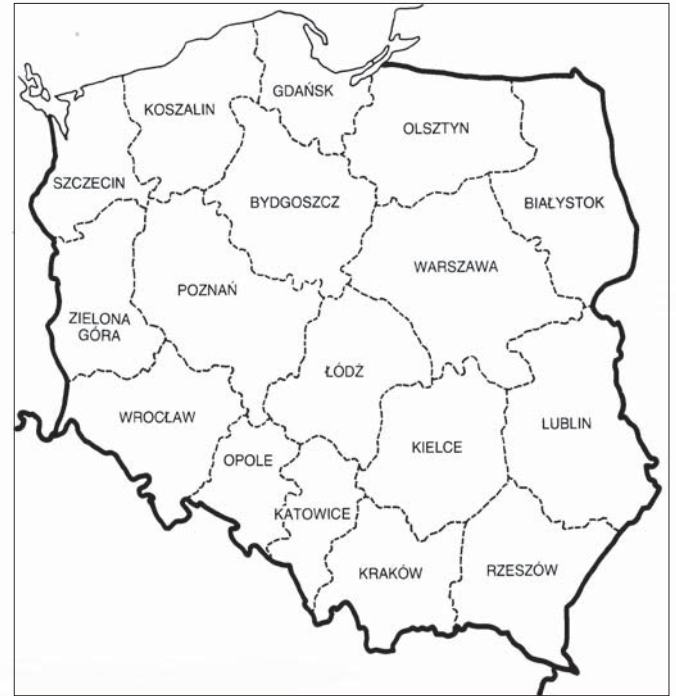 GDAŃSK
KOSZALIN
OLSZTYN
SZCZECIN
BYDGOSZCZ
BIAŁYSTOK
WARSZAWA
POZNAŃ
ZIELONA
GÓRA
ŁÓDŹ
WROCŁAW
LUBLIN
KIELCE
OPOLE
KATOWICE
KRAKÓW
RZESZÓW